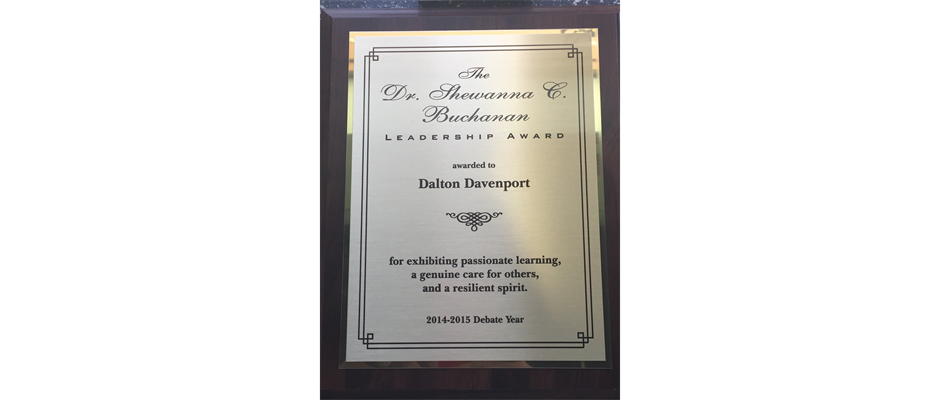 The
Dr. Shewanna C.
Buchanan
LEADERSHIP AWARD
awarded to
Dalton Davenport
for exhibiting passionate learning,
a genuine care for others,
and a resilient spirit.
2014-2015 Debate Year